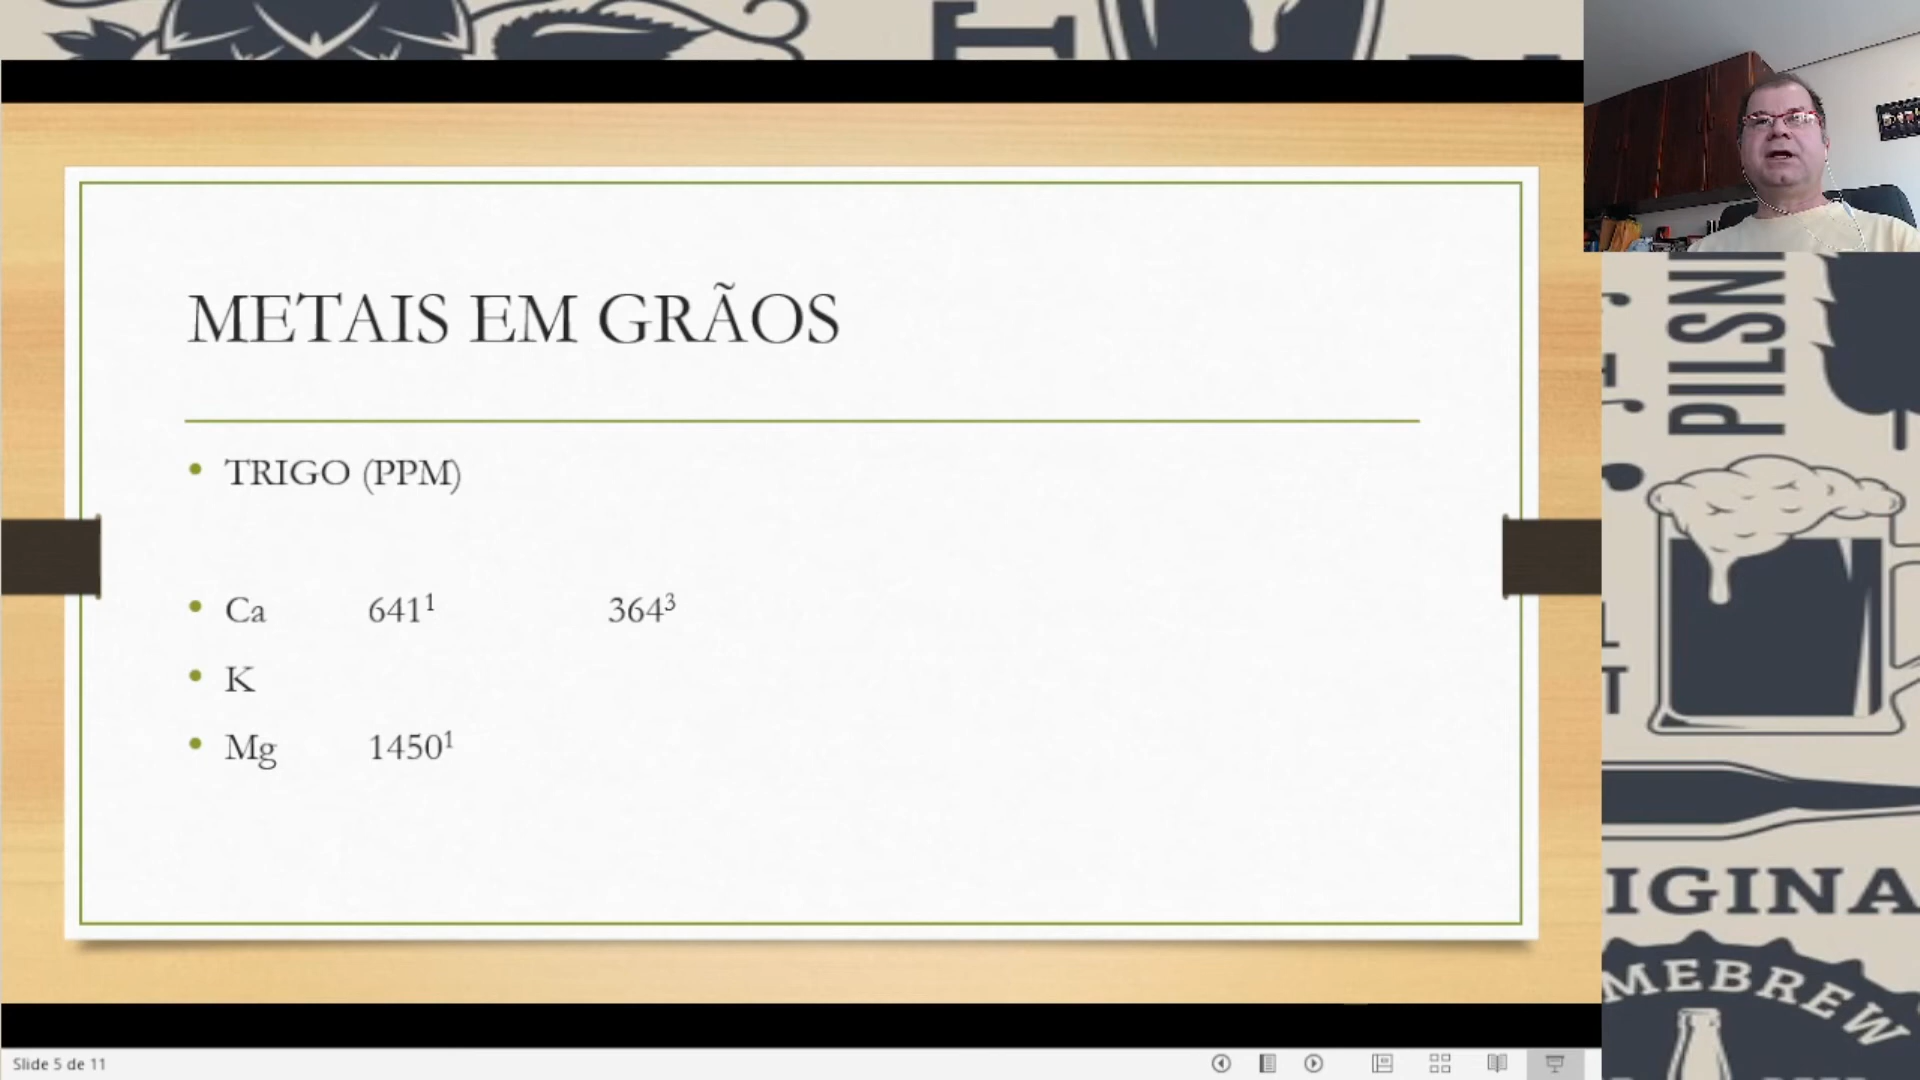 METAIS EM GRÃOS
TRIGO (PPM)
Ca 641¹ 364³
K
Mg 1450¹
PILSN
IGINA
MEBREW
Slide 5 de 11